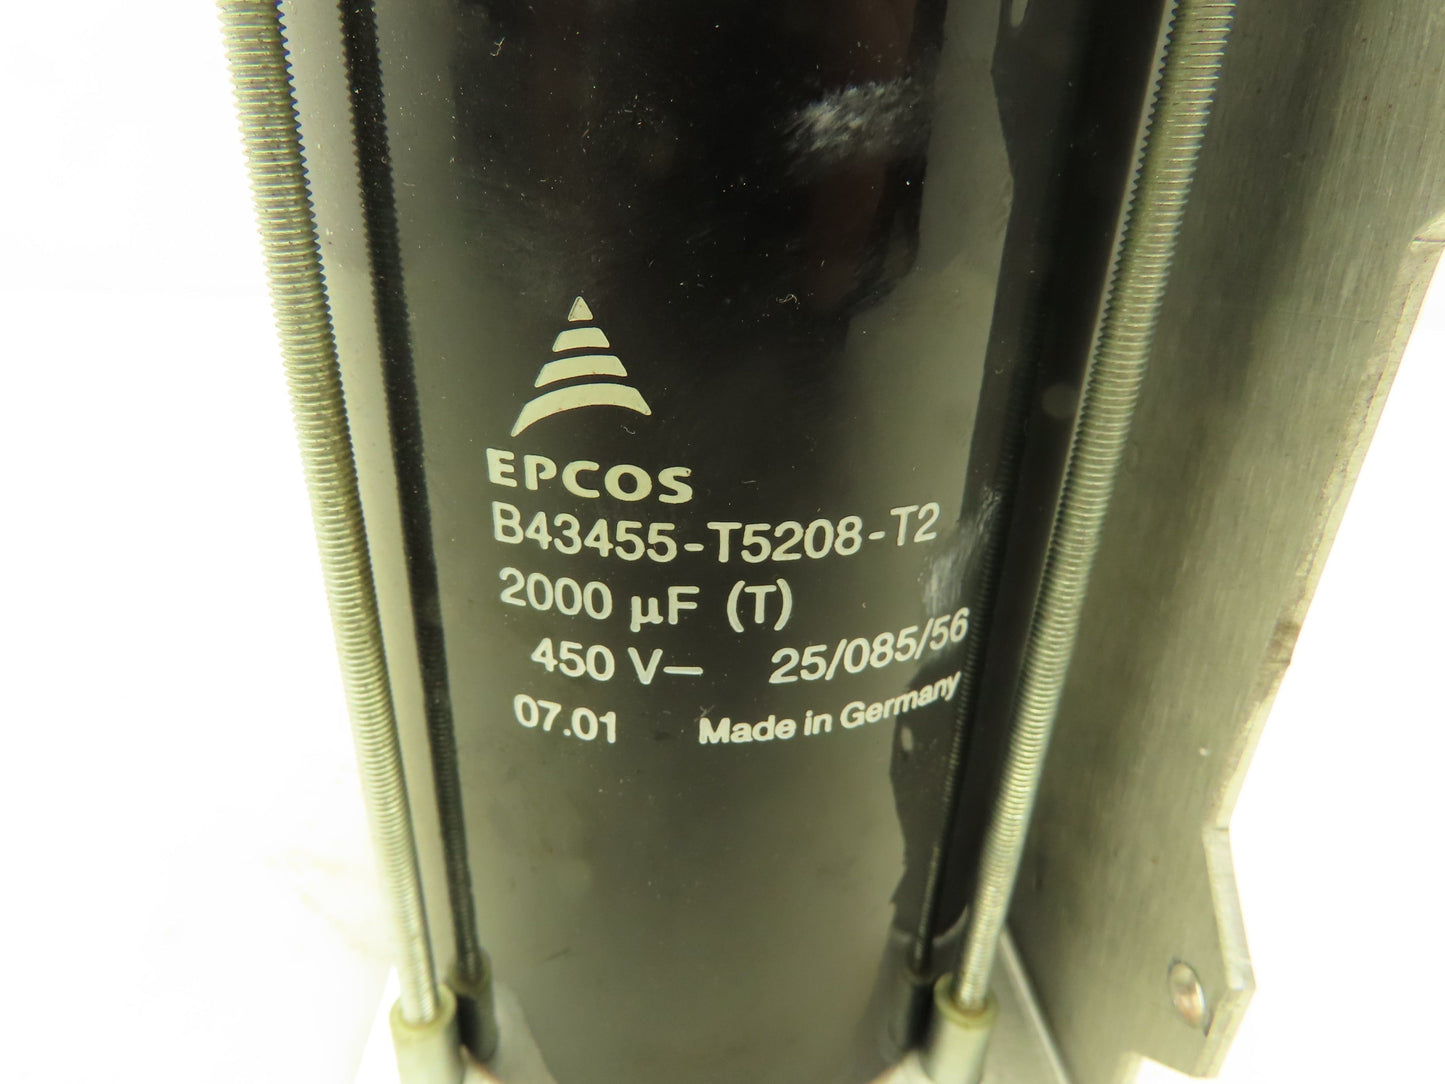 EPCOS
B43455-T5208-T2
2000 µF (T)
450 V– 25/085/56
07.01 Made in Germany